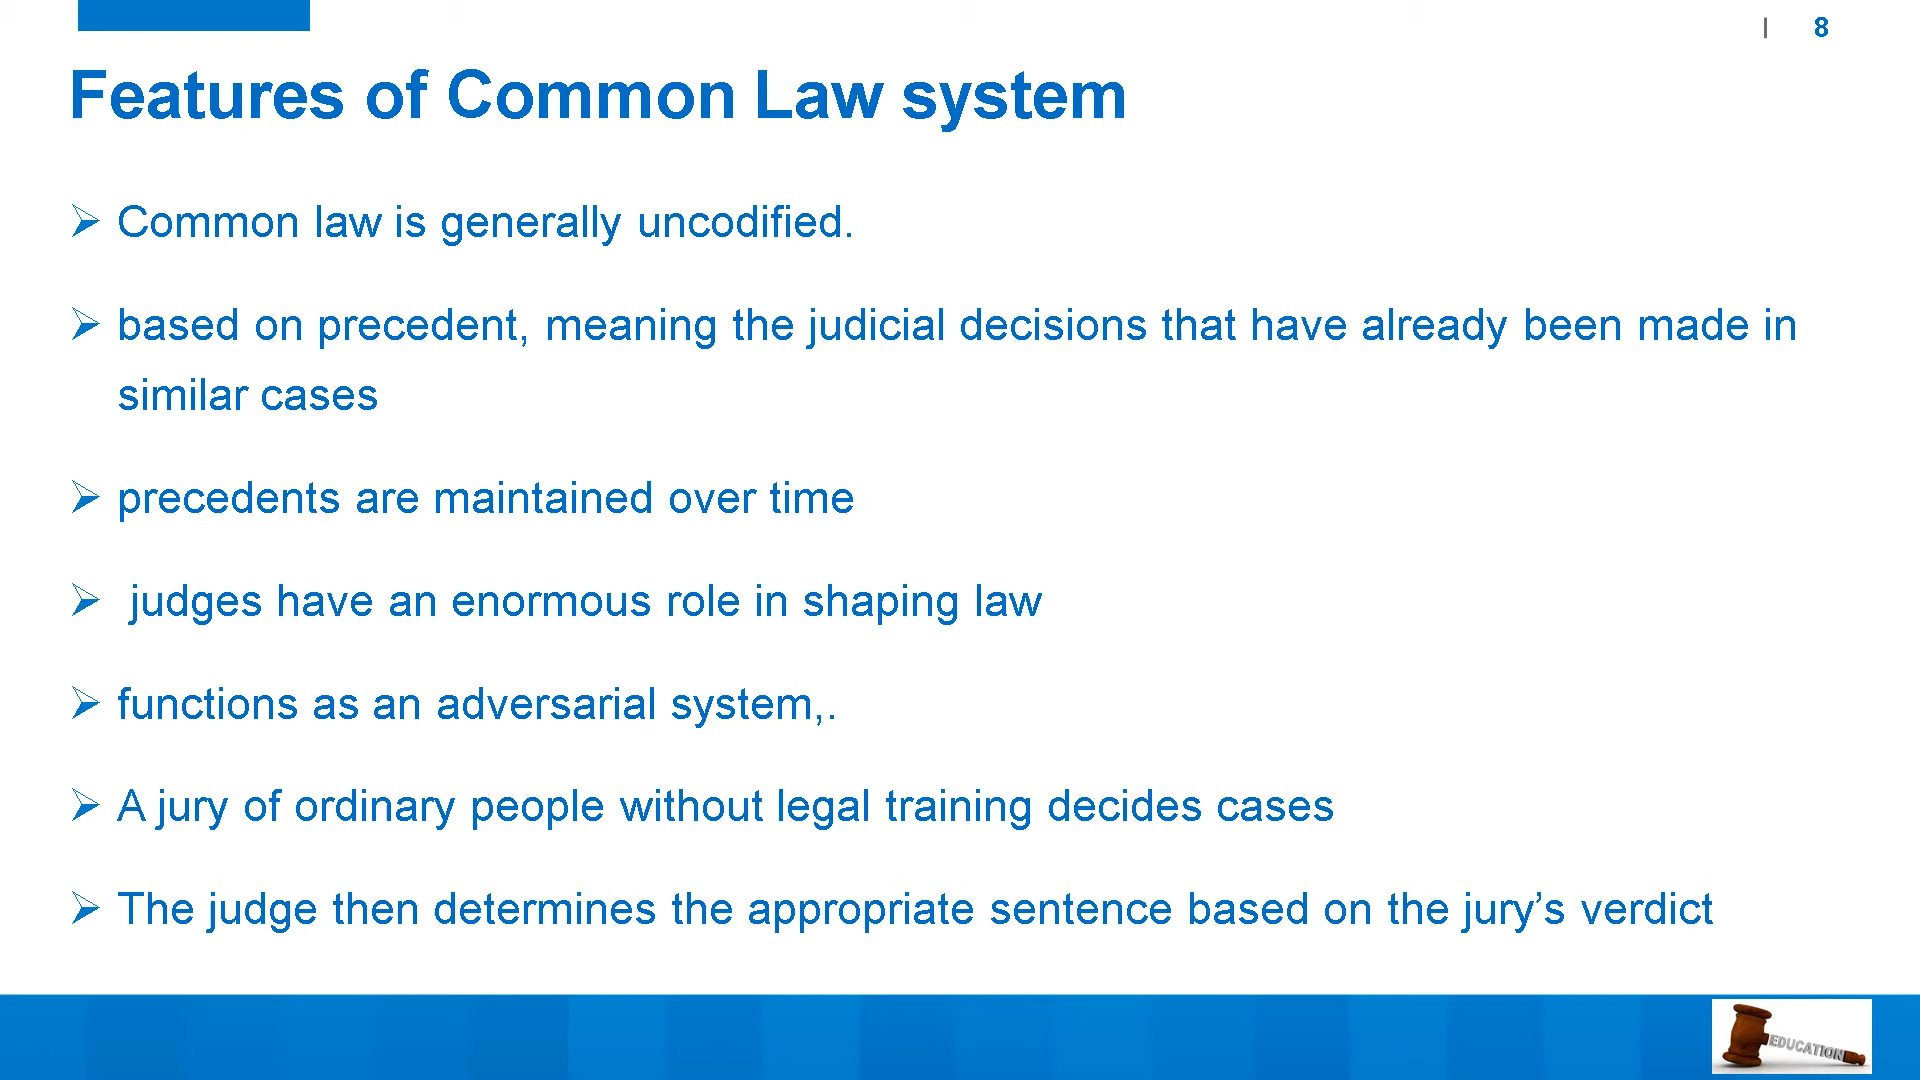 | 8
Features of Common Law system
➢ Common law is generally uncodified.
➢ based on precedent, meaning the judicial decisions that have already been made in
similar cases
➢ precedents are maintained over time
➢ judges have an enormous role in shaping law
➢ functions as an adversarial system,.
➢ A jury of ordinary people without legal training decides cases
➢ The judge then determines the appropriate sentence based on the jury’s verdict
EDUCATION